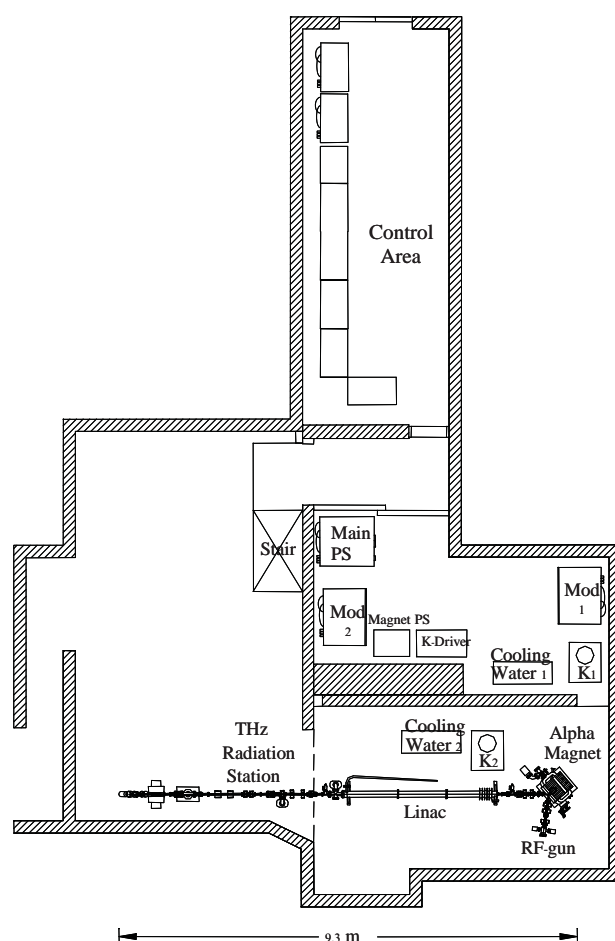 Control
Area
Stair
Main
PS
Mod
1
Mod
2
Magnet PS
K-Driver
Cooling
Water 1
K1
THz
Radiation
Station
Cooling
Water 2
K2
Alpha
Magnet
Linac
RF-gun
9.3 m